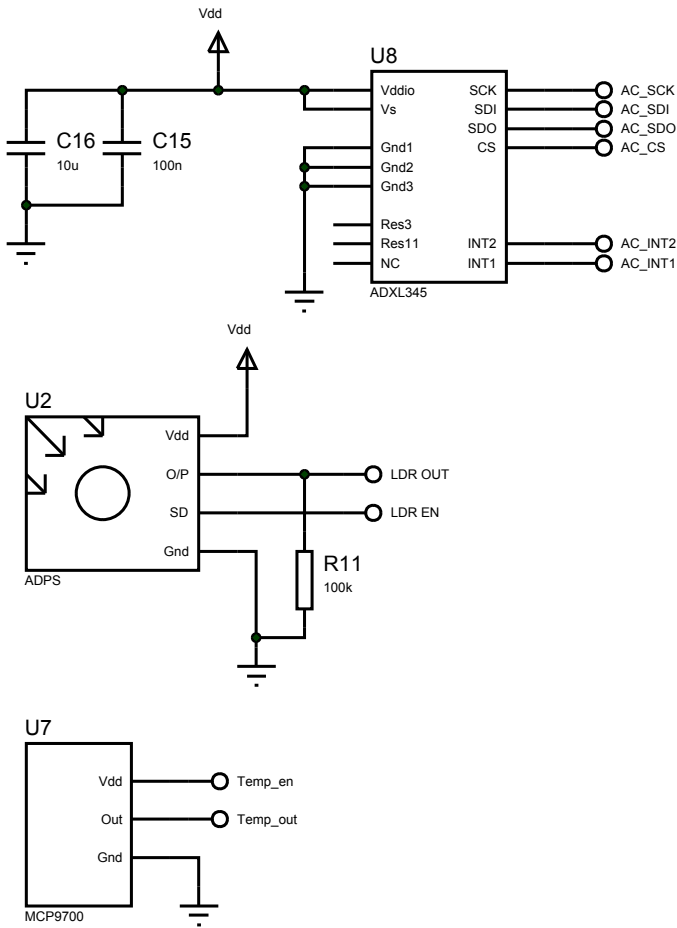 Vdd
U8
Vddio
SCK
AC_SCK
Vs
SDI
AC_SDI
SDO
AC_SDO
C16
C15
Gnd1
CS
AC_CS
10u
100n
Gnd2
Gnd3
Res3
Res11
INT2
AC_INT2
NC
INT1
AC_INT1
ADXL345
Vdd
U2
Vdd
O/P
LDR OUT
SD
LDR EN
Gnd
R11
ADPS
100k
U7
Vdd
Temp_en
Out
Temp_out
Gnd
MCP9700